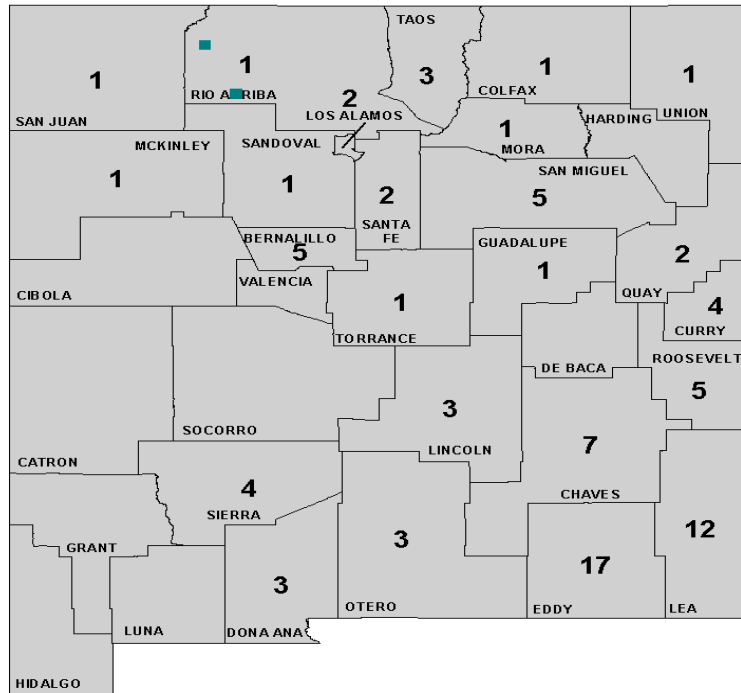 TAOS
1
1
3
1
1
RIO ARRIBA
COLFAX
2
SAN JUAN
LOS ALAMOS
HARDING
UNION
MCKINLEY
SANDOVAL
1
MORA
SAN MIGUEL
1
1
2
5
SANTA
FE
BERNALILLO
5
GUADALUPE
2
VALENCIA
1
CIBOLA
QUAY
1
4
TORRANCE
CURRY
ROOSEVELT
DE BACA
5
3
SOCORRO
LINCOLN
7
CATRON
4
CHAVES
SIERRA
12
3
GRANT
17
3
OTERO
EDDY
LEA
LUNA
DONA ANA
HIDALGO